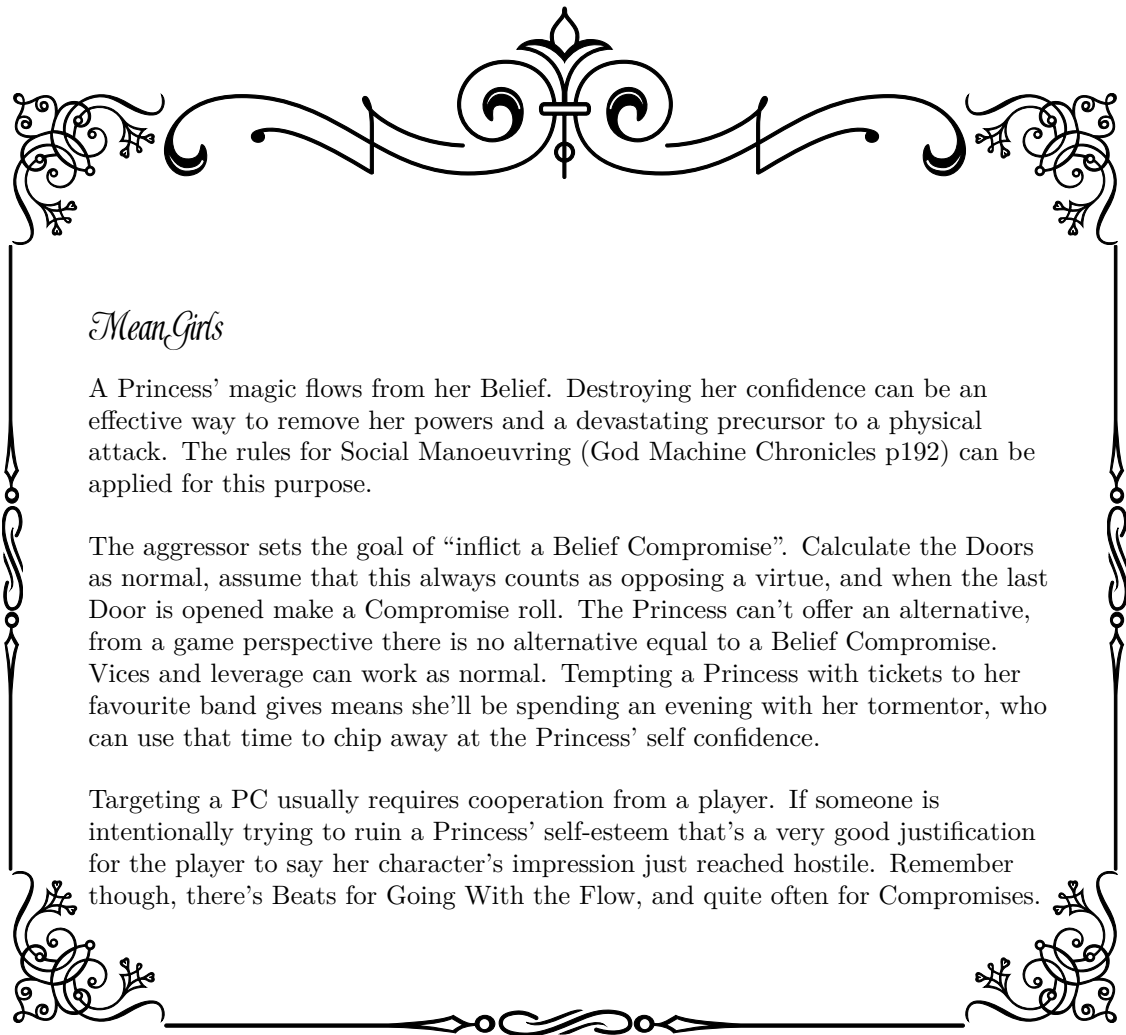 Mean Girls
A Princess’ magic flows from her Belief. Destroying her confidence can be an
effective way to remove her powers and a devastating precursor to a physical
attack. The rules for Social Manoeuvring (God Machine Chronicles p192) can be
applied for this purpose.
The aggressor sets the goal of “inflict a Belief Compromise”. Calculate the Doors
as normal, assume that this always counts as opposing a virtue, and when the last
Door is opened make a Compromise roll. The Princess can’t offer an alternative,
from a game perspective there is no alternative equal to a Belief Compromise.
Vices and leverage can work as normal. Tempting a Princess with tickets to her
favourite band gives means she’ll be spending an evening with her tormentor, who
can use that time to chip away at the Princess’ self confidence.
Targeting a PC usually requires cooperation from a player. If someone is
intentionally trying to ruin a Princess’ self-esteem that’s a very good justification
for the player to say her character’s impression just reached hostile. Remember
though, there’s Beats for Going With the Flow, and quite often for Compromises.